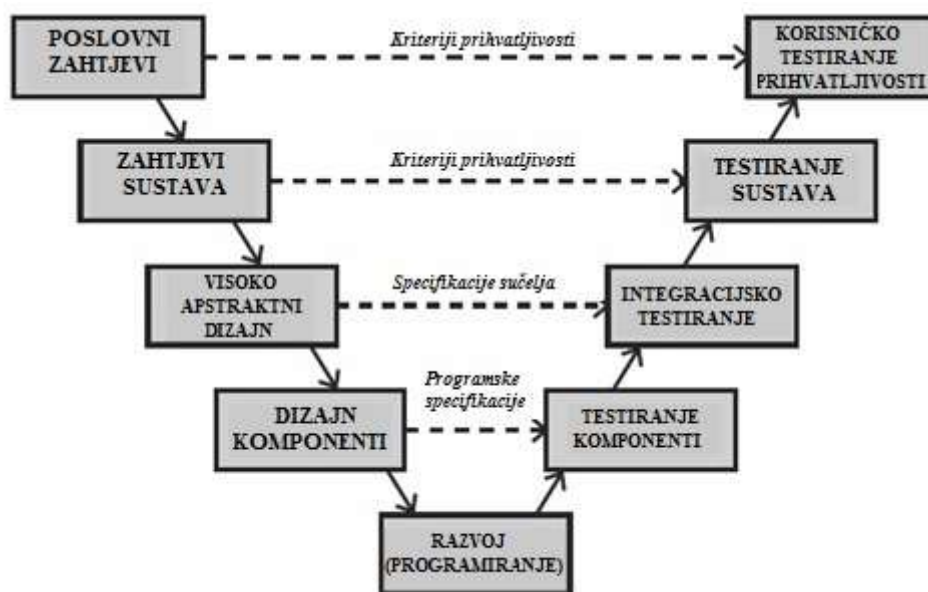 POSLOVNI
ZAHTJEVI
Kriteriji prihvatljivosti
KORISNIČKO
TESTIRANJE
PRIHVATLJIVOSTI
ZAHTJEVI
SUSTAVA
Kriteriji prihvatljivosti
TESTIRANJE
SUSTAVA
VISOKO
APSTRAKTNI
DIZAJN
Specifikacije sučelja
INTEGRACIJSKO
TESTIRANJE
DIZAJN
KOMPONENTI
Programske
specifikacije
TESTIRANJE
KOMPONENTI
RAZVOJ
(PROGRAMIRANJE)